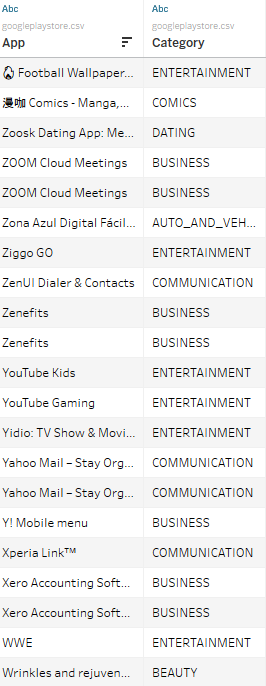 Abc Abc
googleplaystore.csv googleplaystore.csv
App Category
Football Wallpaper... ENTERTAINMENT
漫咖 Comics - Manga,... COMICS
Zoosk Dating App: Me... DATING
ZOOM Cloud Meetings BUSINESS
ZOOM Cloud Meetings BUSINESS
Zona Azul Digital Fácil... AUTO_AND_VEH...
Ziggo GO ENTERTAINMENT
ZenUI Dialer & Contacts COMMUNICATION
Zenefits BUSINESS
Zenefits BUSINESS
YouTube Kids ENTERTAINMENT
YouTube Gaming ENTERTAINMENT
Yidio: TV Show & Movi... ENTERTAINMENT
Yahoo Mail – Stay Org... COMMUNICATION
Yahoo Mail – Stay Org... COMMUNICATION
Y! Mobile menu BUSINESS
Xperia Link™ COMMUNICATION
Xero Accounting Soft... BUSINESS
Xero Accounting Soft... BUSINESS
WWE ENTERTAINMENT
Wrinkles and rejuven... BEAUTY